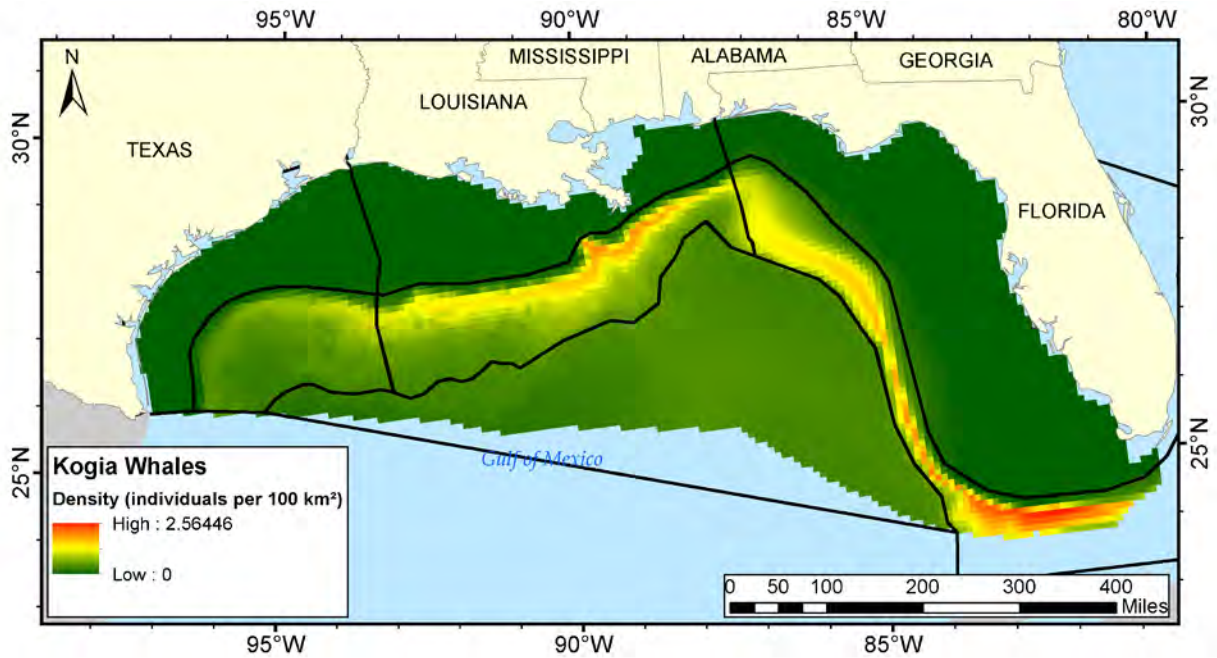 95°W 90°W 85°W 80°W
N
MISSISSIPPI ALABAMA GEORGIA
LOUISIANA
TEXAS
30°N 30°N
FLORIDA
25°N 25°N
Gulf of Mexico
Kogia Whales
Density (individuals per 100 km²)
High : 2.56446
Low : 0
0 50 100 200 300 400
Miles
95°W 90°W 85°W